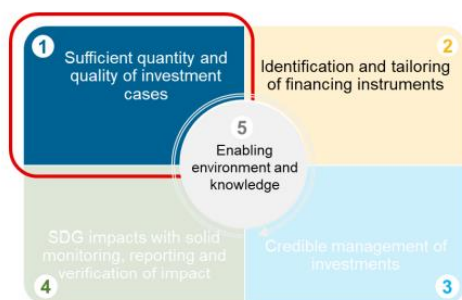 1
Sufficient quantity and
quality of investment
cases
2
Identification and tailoring
of financing instruments
5
Enabling
environment and
knowledge
SDG impacts with solid
monitoring, reporting and
verification of impact
4
Credible management of
investments
3